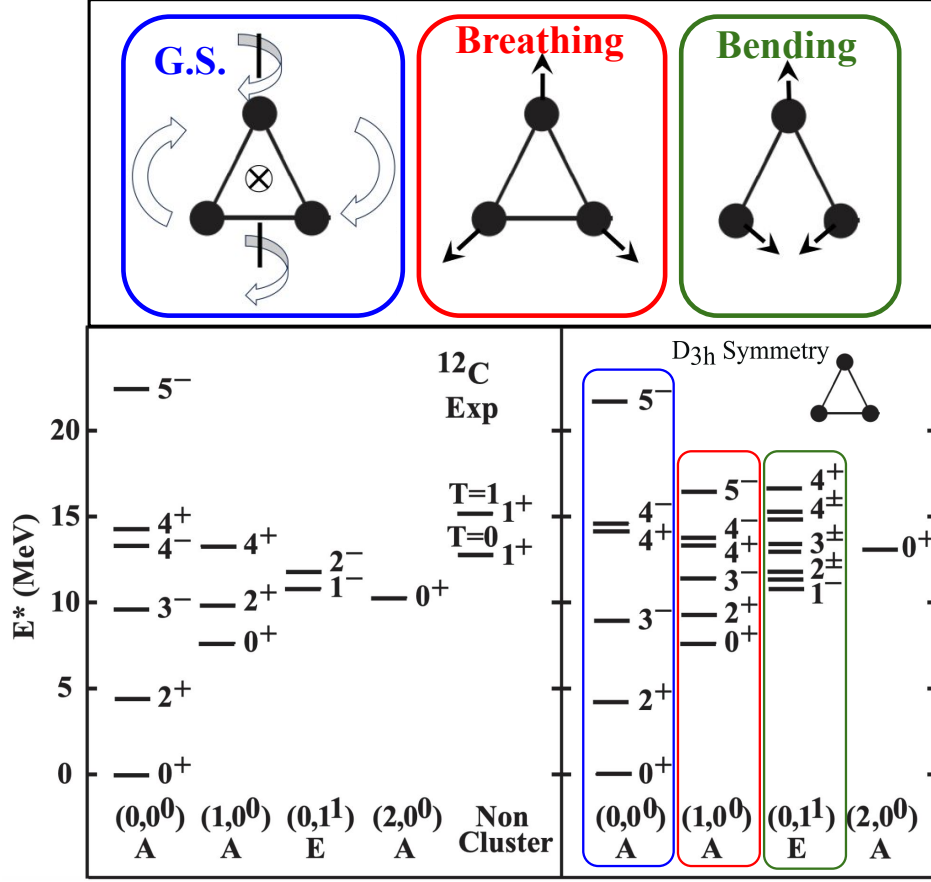 G.S.
Breathing
Bending
¹²C
Exp
D₃ₕ Symmetry
E* (MeV)
20
15
10
5
0
5⁻
4⁺
4⁻
3⁻
2⁺
0⁺
4⁺
2⁺
0⁺
2⁻
1⁻
0⁺
T=1
1⁺
T=0
1⁺
5⁻
4⁻
4⁺
3⁻
2⁺
0⁺
5⁻
4⁻
4⁺
3⁻
2⁺
0⁺
4⁺
4±
3±
2±
1⁻
0⁺
(0,0⁰)
A
(1,0⁰)
A
(0,1¹)
E
(2,0⁰)
A
Non
Cluster
(0,0⁰)
A
(1,0⁰)
A
(0,1¹)
E
(2,0⁰)
A